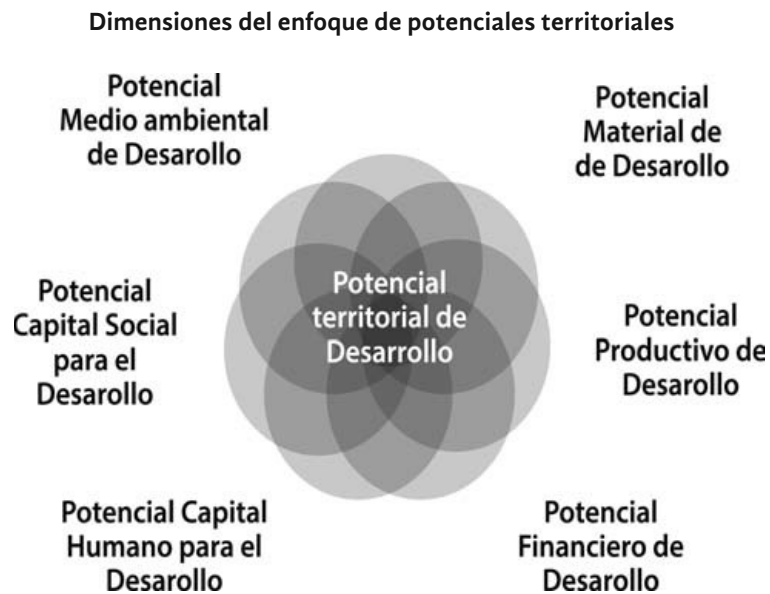 Dimensiones del enfoque de potenciales territoriales
Potencial
Medio ambiental
de Desarollo
Potencial
Material de
de Desarollo
Potencial
Capital Social
para el
Desarollo
Potencial
territorial de
Desarrollo
Potencial
Productivo de
Desarollo
Potencial Capital
Humano para el
Desarollo
Potencial
Financiero de
Desarollo